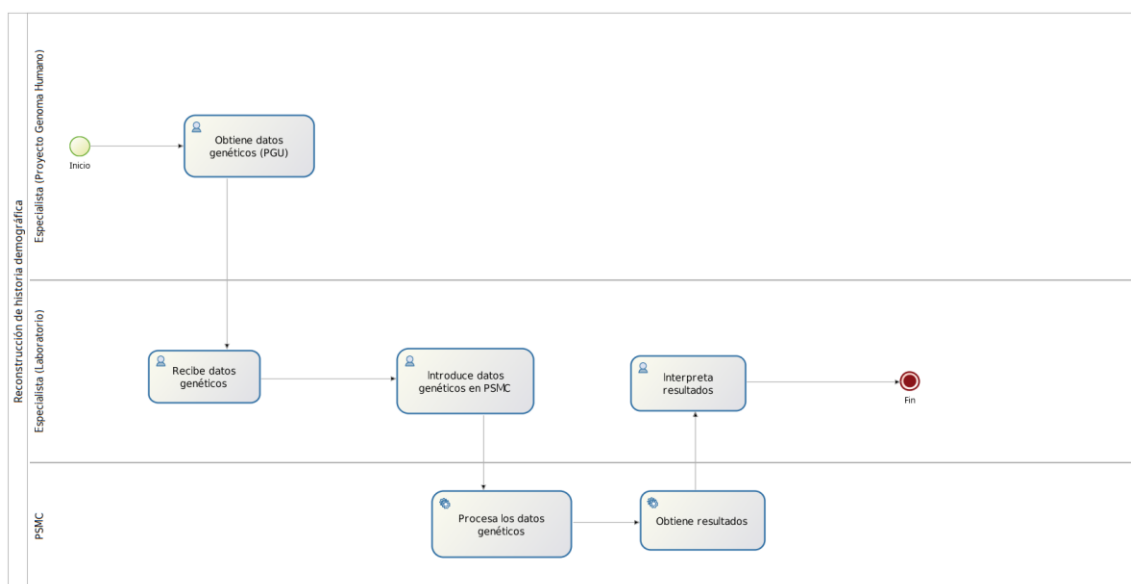 Reconstrucción de historia demográfica
Especialista (Proyecto Genoma Humano)
Inicio
Obtiene datos
genéticos (PGU)
Especialista (Laboratorio)
Recibe datos
genéticos
Introduce datos
genéticos en PSMC
Interpreta
resultados
Fin
PSMC
Procesa los datos
genéticos
Obtiene resultados